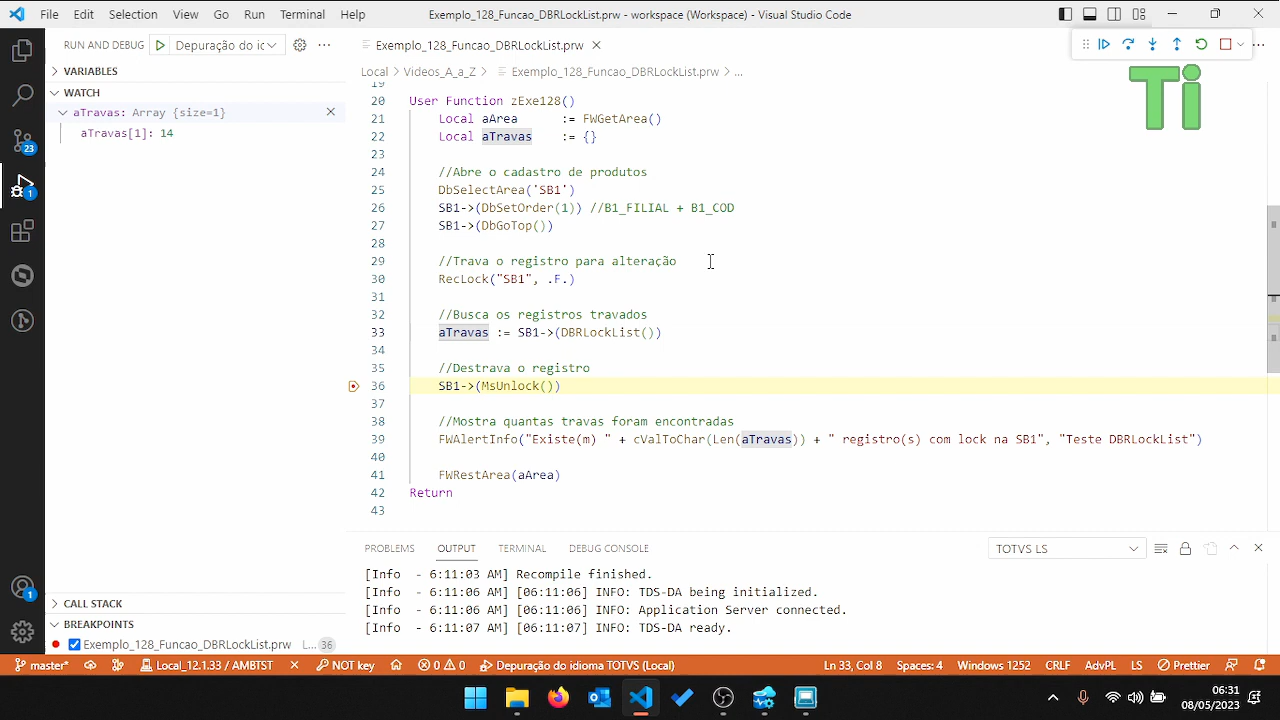 File Edit Selection View Go Run Terminal Help Exemplo_128_Funcao_DBRLockList.prw - workspace (Workspace) - Visual Studio Code
RUN AND DEBUG Depuração do ic
Exemplo_128_Funcao_DBRLockList.prw
Local > Videos_A_a_Z > Exemplo_128_Funcao_DBRLockList.prw > ...
Ti
VARIABLES
WATCH
aTravas: Array {size=1}
aTravas[1]: 14
19
20 User Function zExe128()
21 Local aArea := FWGetArea()
22 Local aTravas := {}
23
24 //Abre o cadastro de produtos
25 DbSelectArea('SB1')
26 SB1->(DbSetOrder(1)) //B1_FILIAL + B1_COD
27 SB1->(DbGoTop())
28
29 //Trava o registro para alteração
30 RecLock("SB1", .F.)
31
32 //Busca os registros travados
33 aTravas := SB1->(DBRLockList())
34
35 //Destrava o registro
36 SB1->(MsUnlock())
37
38 //Mostra quantas travas foram encontradas
39 FWAlertInfo("Existe(m) " + cValToChar(Len(aTravas)) + " registro(s) com lock na SB1", "Teste DBRLockList")
40
41 FWRestArea(aArea)
42 Return
43
23
1
1
PROBLEMS OUTPUT TERMINAL DEBUG CONSOLE TOTVS LS
[Info - 6:11:03 AM] Recompile finished.
[Info - 6:11:06 AM] [06:11:06] INFO: TDS-DA being initialized.
[Info - 6:11:06 AM] [06:11:06] INFO: Application Server connected.
[Info - 6:11:07 AM] [06:11:07] INFO: TDS-DA ready.
CALL STACK
BREAKPOINTS
Exemplo_128_Funcao_DBRLockList.prw L... 36
master* Local_12.1.33 / AMBTST NOT key 0 0 Depuração do idioma TOTVS (Local) Ln 33, Col 8 Spaces: 4 Windows 1252 CRLF AdvPL LS Prettier
06:31
08/05/2023